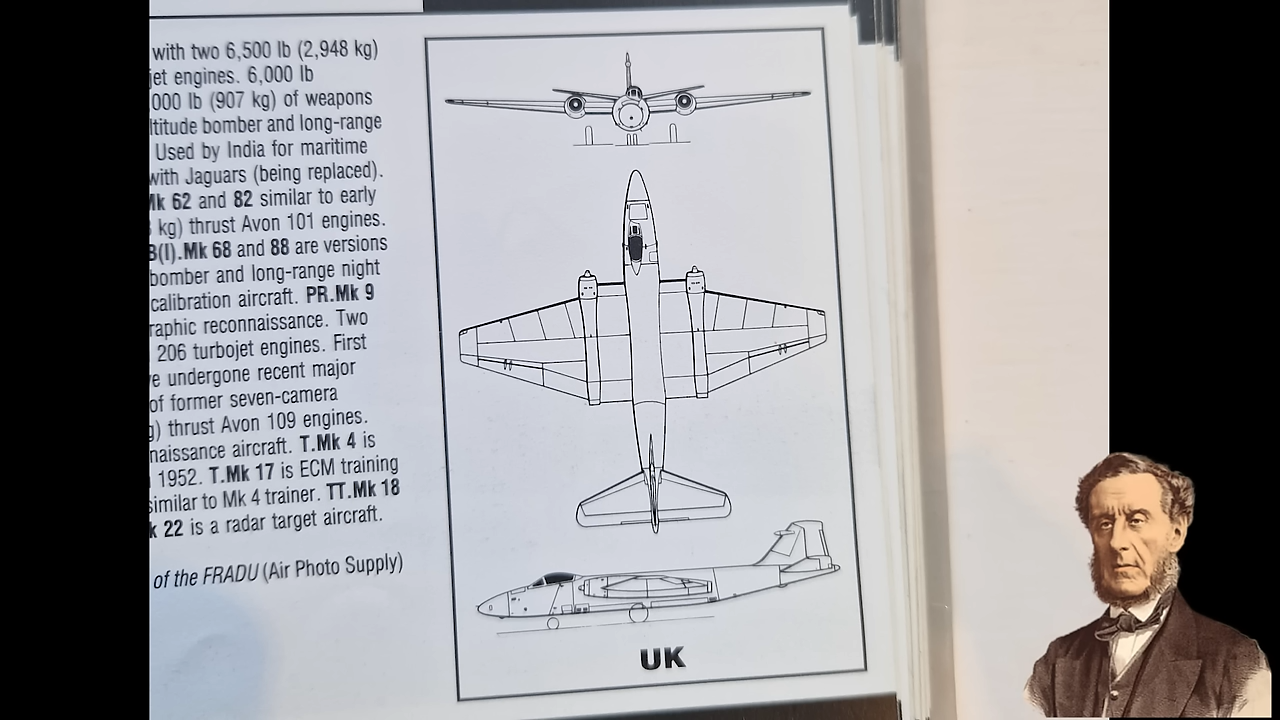 with two 6,500 lb (2,948 kg)
jet engines. 6,000 lb
000 lb (907 kg) of weapons
ltitude bomber and long-range
Used by India for maritime
with Jaguars (being replaced).
Mk 62 and 82 similar to early
kg) thrust Avon 101 engines.
B(I).Mk 68 and 88 are versions
bomber and long-range night
calibration aircraft. PR.Mk 9
raphic reconnaissance. Two
206 turbojet engines. First
e undergone recent major
of former seven-camera
g) thrust Avon 109 engines.
naissance aircraft. T.Mk 4 is
1952. T.Mk 17 is ECM training
similar to Mk 4 trainer. TT.Mk 18
k 22 is a radar target aircraft.
of the FRADU (Air Photo Supply)
UK